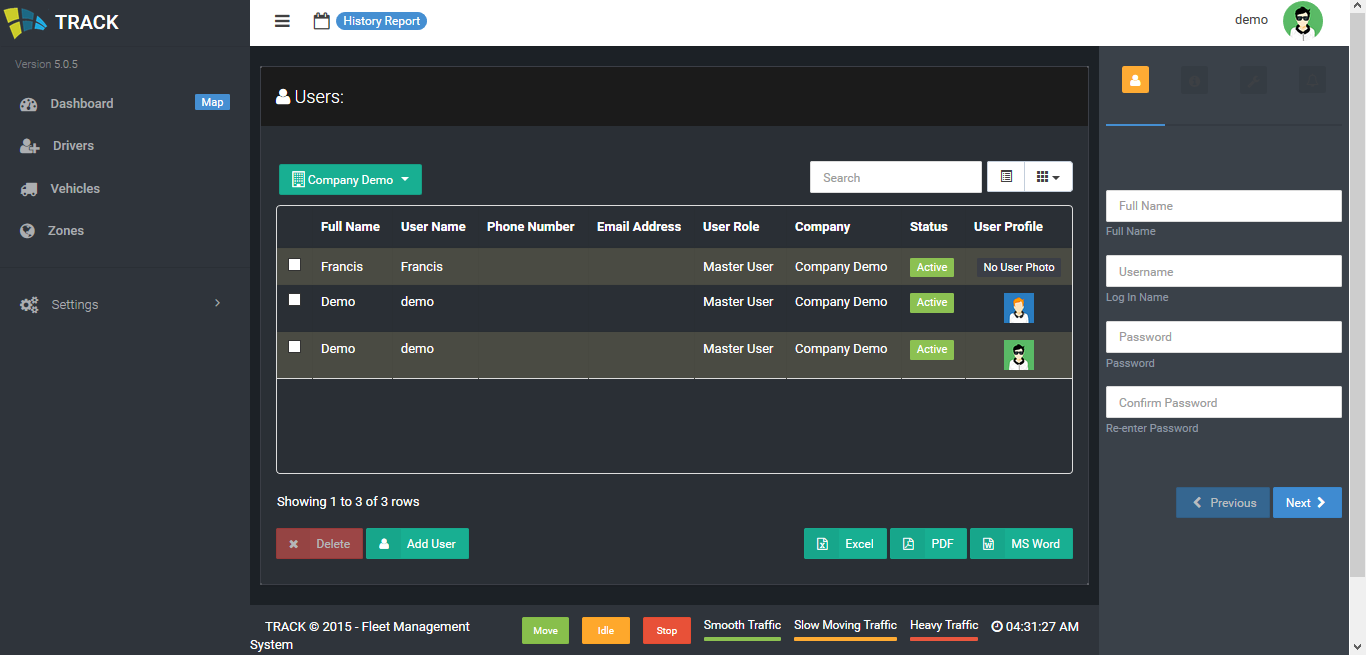 TRACK
History Report
demo
Version 5.0.5
Dashboard
Map
Drivers
Vehicles
Zones
Settings
Users:
Company Demo
Search
Full Name User Name Phone Number Email Address User Role Company Status User Profile
Francis Francis Master User Company Demo Active No User Photo
Demo demo Master User Company Demo Active
Demo demo Master User Company Demo Active
Showing 1 to 3 of 3 rows
Delete
Add User
Excel
PDF
MS Word
Full Name
Full Name
Username
Log In Name
Password
Password
Confirm Password
Re-enter Password
Previous
Next
TRACK © 2015 - Fleet Management
System
Move
Idle
Stop
Smooth Traffic
Slow Moving Traffic
Heavy Traffic
04:31:27 AM